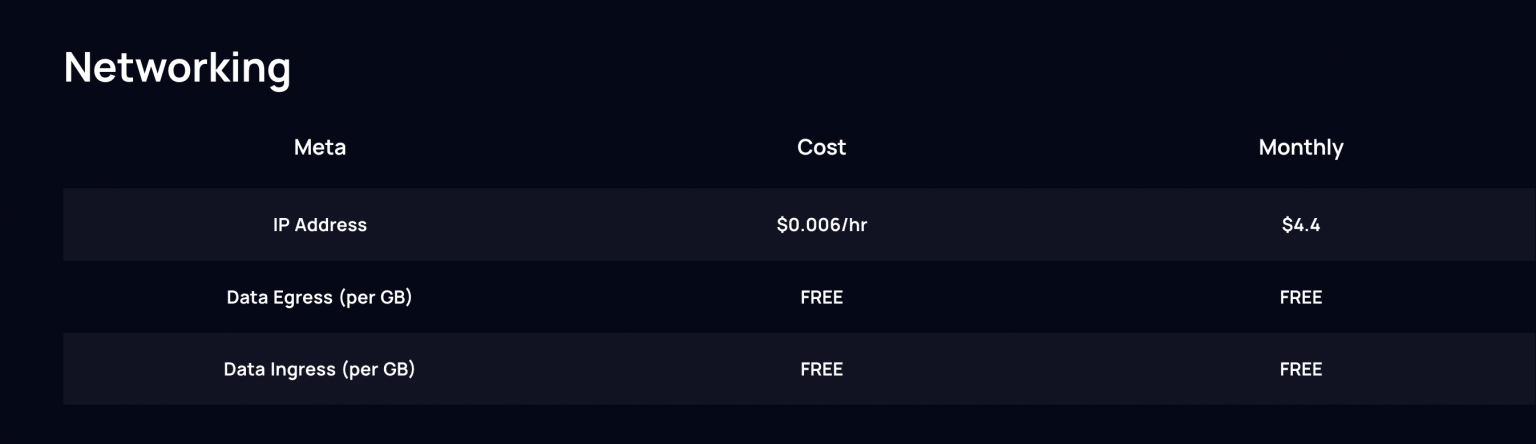 Networking
Meta Cost Monthly
IP Address $0.006/hr $4.4
Data Egress (per GB) FREE FREE
Data Ingress (per GB) FREE FREE